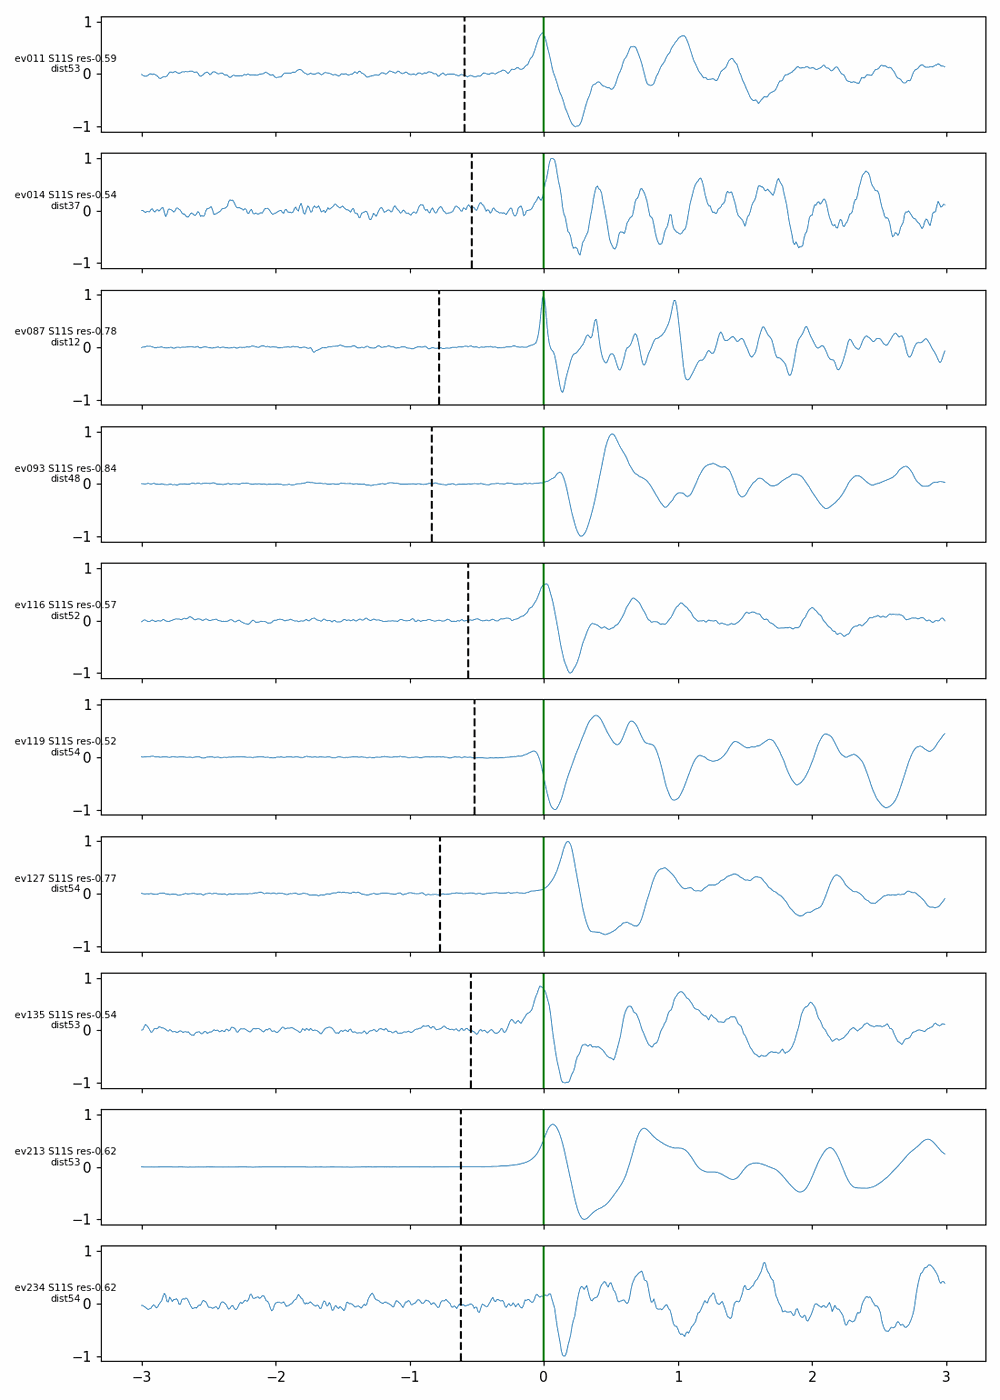 1
ev011 S11S res-0.59
dist53
0
−1
1
ev014 S11S res-0.54
dist37
0
−1
1
ev087 S11S res-0.78
dist12
0
−1
1
ev093 S11S res-0.84
dist48
0
−1
1
ev116 S11S res-0.57
dist52
0
−1
1
ev119 S11S res-0.52
dist54
0
−1
1
ev127 S11S res-0.77
dist54
0
−1
1
ev135 S11S res-0.54
dist53
0
−1
1
ev213 S11S res-0.62
dist53
0
−1
1
ev234 S11S res-0.62
dist54
0
−1
−3 −2 −1 0 1 2 3